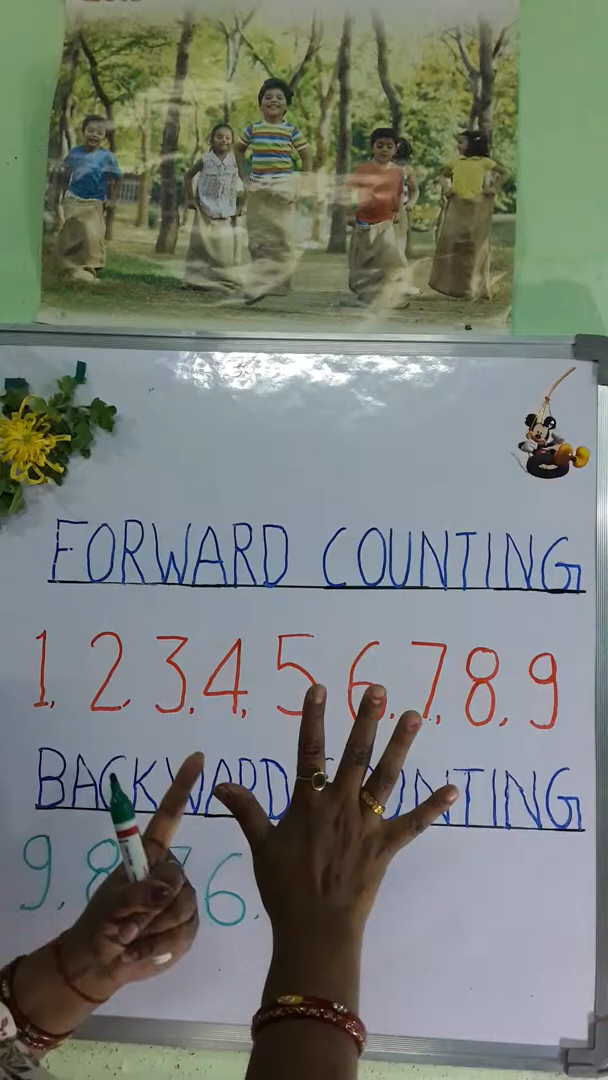 FORWARD COUNTING
1, 2, 3, 4, 5 6, 7, 8, 9
BACKWARD COUNTING
9, 8 7 6,